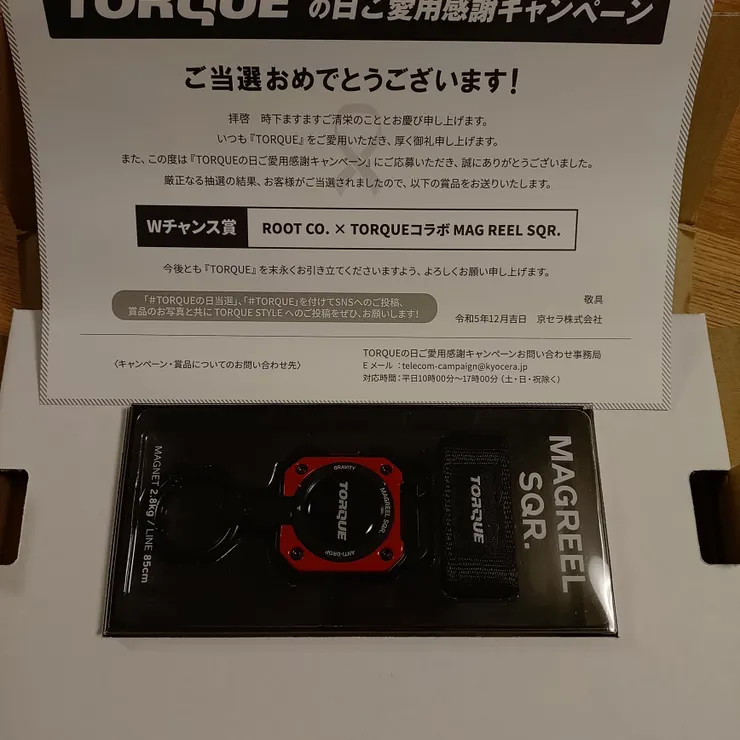 TORQUE の日ご愛用感謝キャンペーン
ご当選おめでとうございます!
拝啓　時下ますますご清栄のこととお慶び申し上げます。
いつも『TORQUE』をご愛用いただき、厚く御礼申し上げます。
また、この度は『TORQUEの日ご愛用感謝キャンペーン』にご応募いただき、誠にありがとうございました。
厳正なる抽選の結果、お客様がご当選されましたので、以下の賞品をお送りいたします。
Wチャンス賞 ROOT CO. × TORQUEコラボ MAG REEL SQR.
今後とも『TORQUE』を末永くお引き立てくださいますよう、よろしくお願い申し上げます。
敬具
「#TORQUEの日当選」、「#TORQUE」を付けてSNSへのご投稿、
賞品のお写真と共に TORQUE STYLE へのご投稿をぜひ、お願いします!
令和5年12月吉日　京セラ株式会社
〈キャンペーン・賞品についてのお問い合わせ先〉
TORQUEの日ご愛用感謝キャンペーンお問い合わせ事務局
Eメール：telecom-campaign@kyocera.jp
対応時間：平日10時00分〜17時00分（土・日・祝除く）
MAGREEL
SQR.
TORQUE
GRAVITY
MAGREEL SQR.
TORQUE
ANTI-DROP
MAGNET 2.8kg / LINE 85cm